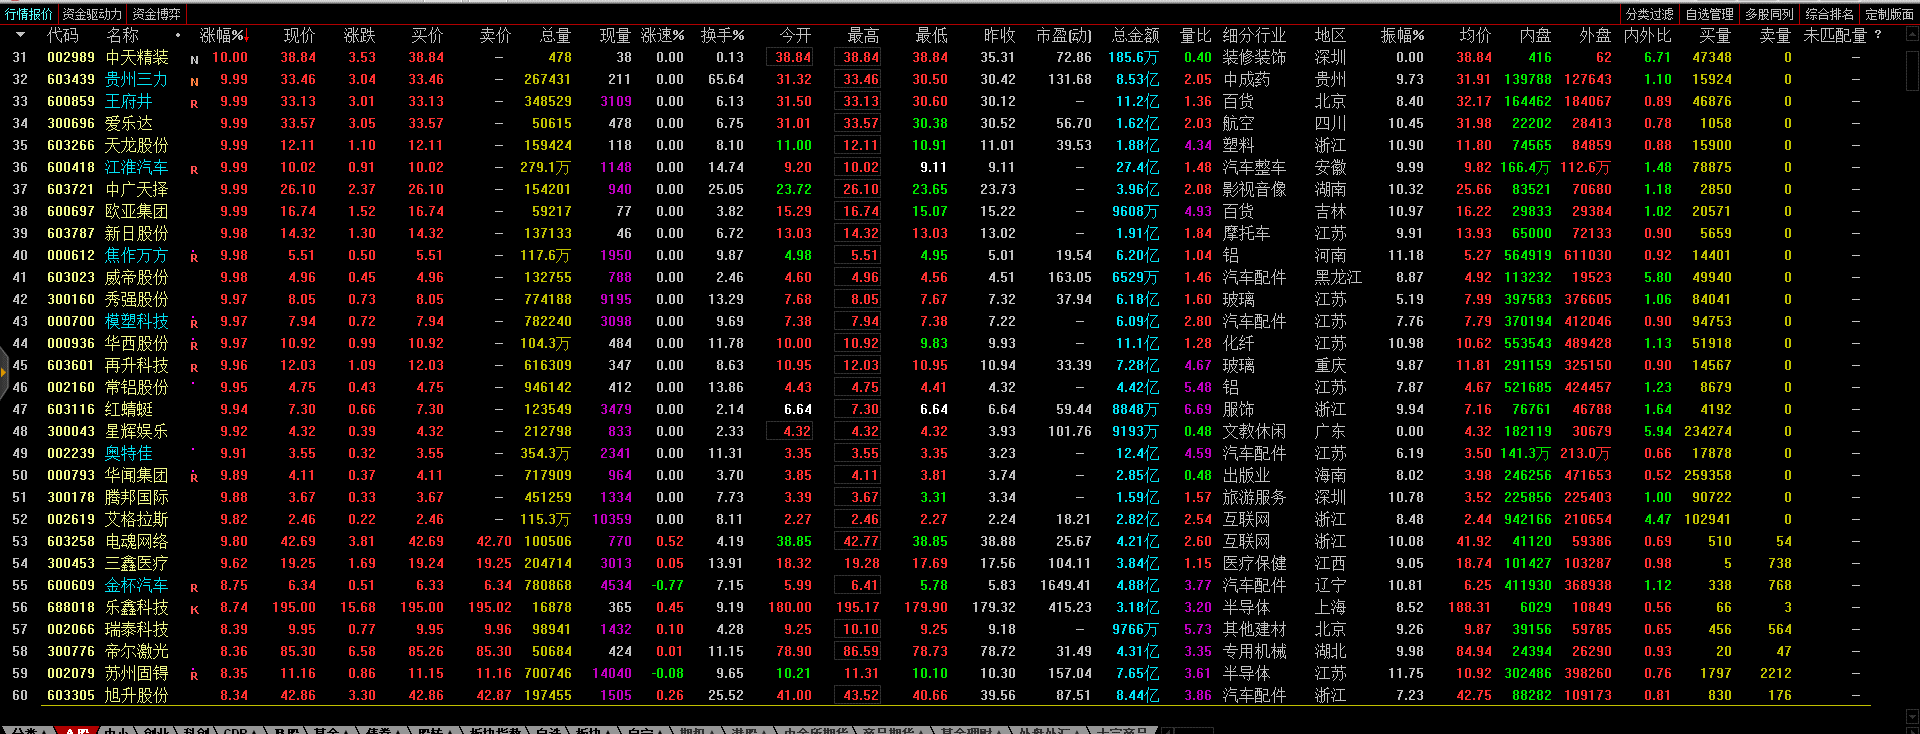 行情报价 资金驱动力 资金博弈 分类过滤 自选管理 多股同列 综合排名 定制版面
代码 名称 涨幅%↓ 现价 涨跌 买价 卖价 总量 现量 涨速% 换手% 今开 最高 最低 昨收 市盈(动) 总金额 量比 细分行业 地区 振幅% 均价 内盘 外盘 内外比 买量 卖量 未匹配量 ?
31 002989 中天精装 N 10.00 38.84 3.53 38.84 — 478 38 0.00 0.13 38.84 38.84 38.84 35.31 72.86 185.6万 0.40 装修装饰 深圳 0.00 38.84 416 62 6.71 47348 0 —
32 603439 贵州三力 N 9.99 33.46 3.04 33.46 — 267431 211 0.00 65.64 31.32 33.46 30.50 30.42 131.68 8.53亿 2.05 中成药 贵州 9.73 31.91 139788 127643 1.10 15924 0 —
33 600859 王府井 R 9.99 33.13 3.01 33.13 — 348529 3109 0.00 6.13 31.50 33.13 30.60 30.12 — 11.2亿 1.36 百货 北京 8.40 32.17 164462 184067 0.89 46876 0 —
34 300696 爱乐达 9.99 33.57 3.05 33.57 — 50615 478 0.00 6.75 31.01 33.57 30.38 30.52 56.70 1.62亿 2.03 航空 四川 10.45 31.98 22202 28413 0.78 1058 0 —
35 603266 天龙股份 9.99 12.11 1.10 12.11 — 159424 118 0.00 8.10 11.00 12.11 10.91 11.01 39.53 1.88亿 4.34 塑料 浙江 10.90 11.80 74565 84859 0.88 15900 0 —
36 600418 江淮汽车 R 9.99 10.02 0.91 10.02 — 279.1万 1148 0.00 14.74 9.20 10.02 9.11 9.11 — 27.4亿 1.48 汽车整车 安徽 9.99 9.82 166.4万 112.6万 1.48 78875 0 —
37 603721 中广天择 9.99 26.10 2.37 26.10 — 154201 940 0.00 25.05 23.72 26.10 23.65 23.73 — 3.96亿 2.08 影视音像 湖南 10.32 25.66 83521 70680 1.18 2850 0 —
38 600697 欧亚集团 9.99 16.74 1.52 16.74 — 59217 77 0.00 3.82 15.29 16.74 15.07 15.22 — 9608万 4.93 百货 吉林 10.97 16.22 29833 29384 1.02 20571 0 —
39 603787 新日股份 9.98 14.32 1.30 14.32 — 137133 46 0.00 6.72 13.03 14.32 13.03 13.02 — 1.91亿 1.84 摩托车 江苏 9.91 13.93 65000 72133 0.90 5659 0 —
40 000612 焦作万方 R 9.98 5.51 0.50 5.51 — 117.6万 1950 0.00 9.87 4.98 5.51 4.95 5.01 19.54 6.20亿 1.04 铝 河南 11.18 5.27 564919 611030 0.92 14401 0 —
41 603023 威帝股份 9.98 4.96 0.45 4.96 — 132755 788 0.00 2.46 4.60 4.96 4.56 4.51 163.05 6529万 1.46 汽车配件 黑龙江 8.87 4.92 113232 19523 5.80 49940 0 —
42 300160 秀强股份 9.97 8.05 0.73 8.05 — 774188 9195 0.00 13.29 7.68 8.05 7.67 7.32 37.94 6.18亿 1.60 玻璃 江苏 5.19 7.99 397583 376605 1.06 84041 0 —
43 000700 模塑科技 R 9.97 7.94 0.72 7.94 — 782240 3098 0.00 9.69 7.38 7.94 7.38 7.22 — 6.09亿 2.80 汽车配件 江苏 7.76 7.79 370194 412046 0.90 94753 0 —
44 000936 华西股份 R 9.97 10.92 0.99 10.92 — 104.3万 484 0.00 11.78 10.00 10.92 9.83 9.93 — 11.1亿 1.28 化纤 江苏 10.98 10.62 553543 489428 1.13 51918 0 —
45 603601 再升科技 R 9.96 12.03 1.09 12.03 — 616309 347 0.00 8.63 10.95 12.03 10.95 10.94 33.39 7.28亿 4.67 玻璃 重庆 9.87 11.81 291159 325150 0.90 14567 0 —
46 002160 常铝股份 9.95 4.75 0.43 4.75 — 946142 412 0.00 13.86 4.43 4.75 4.41 4.32 — 4.42亿 5.48 铝 江苏 7.87 4.67 521685 424457 1.23 8679 0 —
47 603116 红蜻蜓 9.94 7.30 0.66 7.30 — 123549 3479 0.00 2.14 6.64 7.30 6.64 6.64 59.44 8848万 6.69 服饰 浙江 9.94 7.16 76761 46788 1.64 4192 0 —
48 300043 星辉娱乐 9.92 4.32 0.39 4.32 — 212798 833 0.00 2.33 4.32 4.32 4.32 3.93 101.76 9193万 0.48 文教休闲 广东 0.00 4.32 182119 30679 5.94 234274 0 —
49 002239 奥特佳 9.91 3.55 0.32 3.55 — 354.3万 2341 0.00 11.31 3.35 3.55 3.35 3.23 — 12.4亿 4.59 汽车配件 江苏 6.19 3.50 141.3万 213.0万 0.66 17878 0 —
50 000793 华闻集团 R 9.89 4.11 0.37 4.11 — 717909 964 0.00 3.70 3.85 4.11 3.81 3.74 — 2.85亿 0.48 出版业 海南 8.02 3.98 246256 471653 0.52 259358 0 —
51 300178 腾邦国际 9.88 3.67 0.33 3.67 — 451259 1334 0.00 7.73 3.39 3.67 3.31 3.34 — 1.59亿 1.57 旅游服务 深圳 10.78 3.52 225856 225403 1.00 90722 0 —
52 002619 艾格拉斯 9.82 2.46 0.22 2.46 — 115.3万 10359 0.00 8.11 2.27 2.46 2.27 2.24 18.21 2.82亿 2.54 互联网 浙江 8.48 2.44 942166 210654 4.47 102941 0 —
53 603258 电魂网络 9.80 42.69 3.81 42.69 42.70 100506 770 0.52 4.19 38.85 42.77 38.85 38.88 25.67 4.21亿 2.60 互联网 浙江 10.08 41.92 41120 59386 0.69 510 54 —
54 300453 三鑫医疗 9.62 19.25 1.69 19.24 19.25 204714 3013 0.05 13.91 18.32 19.28 17.69 17.56 104.11 3.84亿 1.15 医疗保健 江西 9.05 18.74 101427 103287 0.98 5 738 —
55 600609 金杯汽车 R 8.75 6.34 0.51 6.33 6.34 780868 4534 -0.77 7.15 5.99 6.41 5.78 5.83 1649.41 4.88亿 3.77 汽车配件 辽宁 10.81 6.25 411930 368938 1.12 338 768 —
56 688018 乐鑫科技 K 8.74 195.00 15.68 195.00 195.02 16878 365 0.45 9.19 180.00 195.17 179.90 179.32 415.23 3.18亿 3.20 半导体 上海 8.52 188.31 6029 10849 0.56 66 3 —
57 002066 瑞泰科技 8.39 9.95 0.77 9.95 9.96 98941 1432 0.10 4.28 9.25 10.10 9.25 9.18 — 9766万 5.73 其他建材 北京 9.26 9.87 39156 59785 0.65 456 564 —
58 300776 帝尔激光 8.36 85.30 6.58 85.26 85.30 50684 424 0.01 11.15 78.90 86.59 78.73 78.72 31.49 4.31亿 3.35 专用机械 湖北 9.98 84.94 24394 26290 0.93 20 47 —
59 002079 苏州固锝 R 8.35 11.16 0.86 11.16 11.16 700746 14040 -0.08 9.65 10.21 11.31 10.10 10.30 157.04 7.65亿 3.61 半导体 江苏 11.75 10.92 302486 398260 0.76 1797 2212 —
60 603305 旭升股份 8.34 42.86 3.30 42.86 42.87 197455 1505 0.26 25.52 41.00 43.52 40.66 39.56 87.51 8.44亿 3.86 汽车配件 浙江 7.23 42.75 88282 109173 0.81 830 176 —